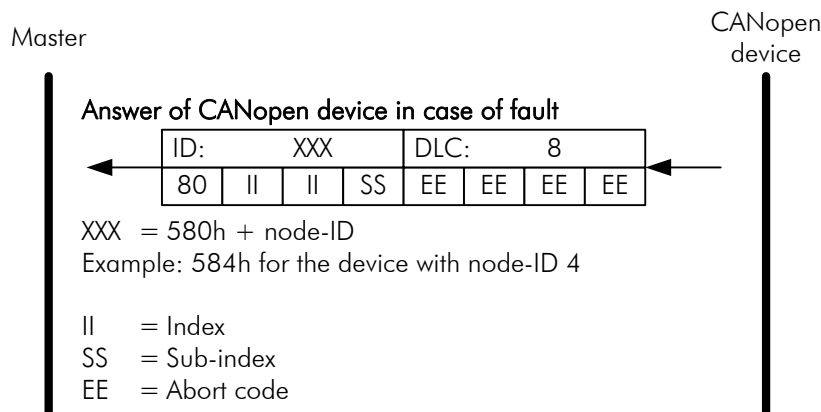 Master
CANopen
device
Answer of CANopen device in case of fault
ID: XXX DLC: 8
80 II II SS EE EE EE EE
XXX = 580h + node-ID
Example: 584h for the device with node-ID 4
II = Index
SS = Sub-index
EE = Abort code